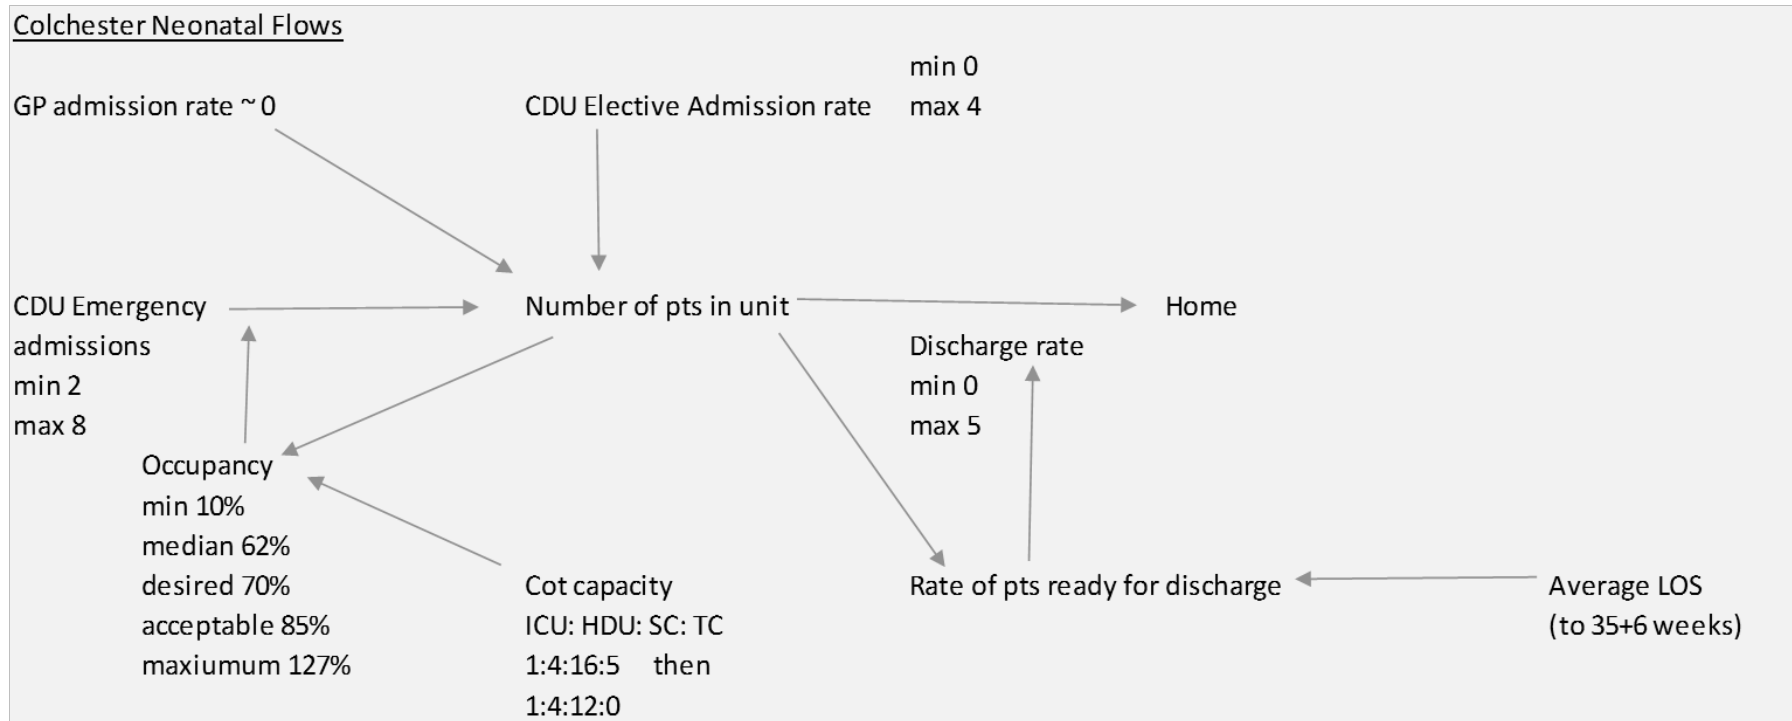 Colchester Neonatal Flows
min 0
GP admission rate ~ 0
CDU Elective Admission rate
max 4
CDU Emergency
admissions
min 2
max 8
Number of pts in unit
Home
Discharge rate
min 0
max 5
Occupancy
min 10%
median 62%
desired 70%
acceptable 85%
maxiumum 127%
Cot capacity
ICU: HDU: SC: TC
1:4:16:5 then
1:4:12:0
Rate of pts ready for discharge
Average LOS
(to 35+6 weeks)